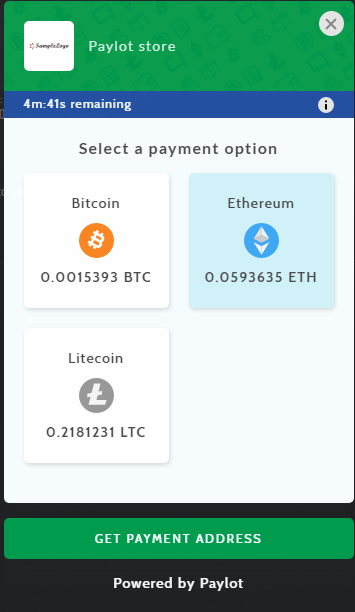 SampleLogo
Paylot store
4m:41s remaining
Select a payment option
Bitcoin
0.0015393 BTC
Ethereum
0.0593635 ETH
Litecoin
0.2181231 LTC
GET PAYMENT ADDRESS
Powered by Paylot